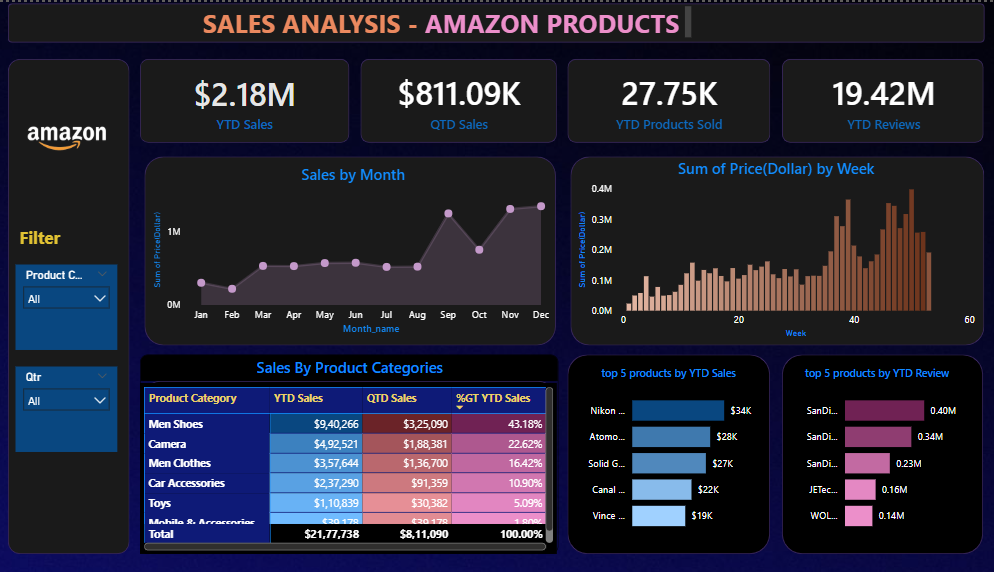 SALES ANALYSIS - AMAZON PRODUCTS
amazon
Filter
Product C...
All
Qtr
All
$2.18M
YTD Sales
$811.09K
QTD Sales
27.75K
YTD Products Sold
19.42M
YTD Reviews
Sales by Month
Sum of Price(Dollar)
1M
0M
Jan Feb Mar Apr May Jun Jul Aug Sep Oct Nov Dec
Month_name
Sum of Price(Dollar) by Week
Sum of Price(Dollar)
0.4M
0.3M
0.2M
0.1M
0.0M
0 20 40 60
Week
Sales By Product Categories
Product Category YTD Sales QTD Sales %GT YTD Sales
Men Shoes $9,40,266 $3,25,090 43.18%
Camera $4,92,521 $1,88,381 22.62%
Men Clothes $3,57,644 $1,36,700 16.42%
Car Accessories $2,37,290 $91,359 10.90%
Toys $1,10,839 $30,382 5.09%
Mobile & Accessories $39,178 $39,178 1.80%
Total $21,77,738 $8,11,090 100.00%
top 5 products by YTD Sales
Nikon ... $34K
Atomo... $28K
Solid G... $27K
Canal ... $22K
Vince ... $19K
top 5 products by YTD Review
SanDi... 0.40M
SanDi... 0.34M
SanDi... 0.23M
JETec... 0.16M
WOL... 0.14M